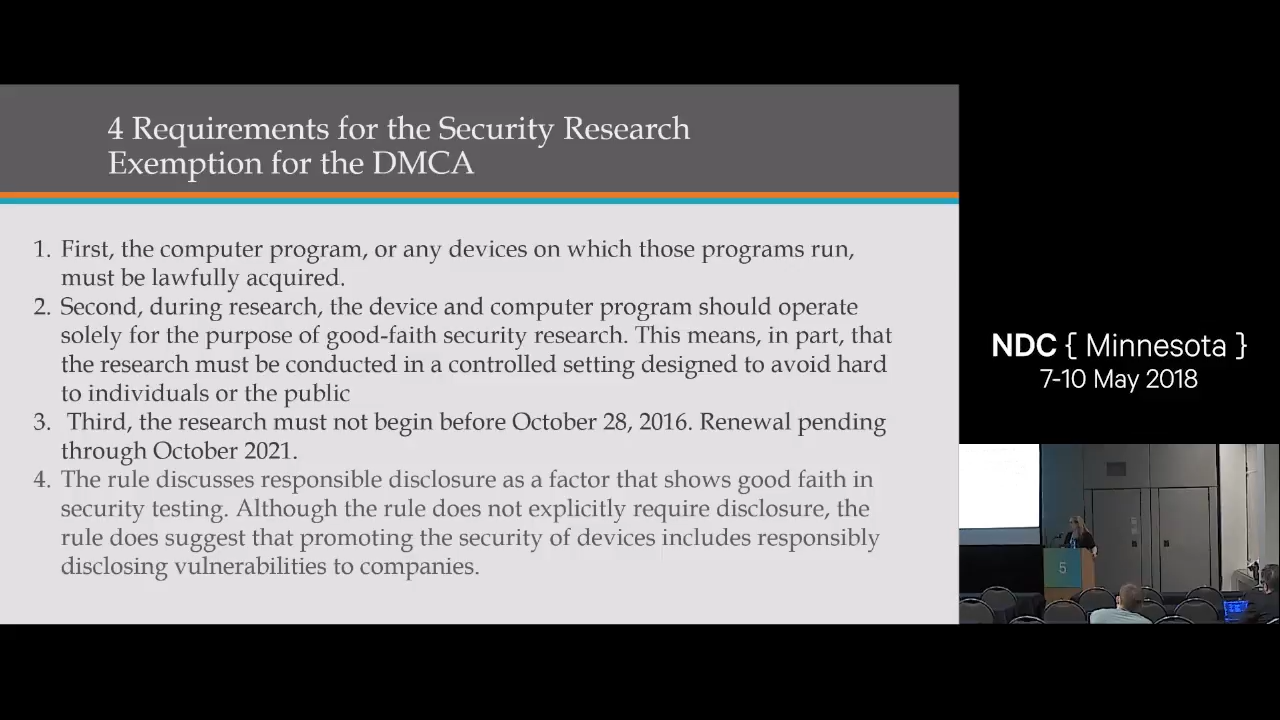 4 Requirements for the Security Research
Exemption for the DMCA
1. First, the computer program, or any devices on which those programs run,
must be lawfully acquired.
2. Second, during research, the device and computer program should operate
solely for the purpose of good-faith security research. This means, in part, that
the research must be conducted in a controlled setting designed to avoid hard
to individuals or the public
3. Third, the research must not begin before October 28, 2016. Renewal pending
through October 2021.
4. The rule discusses responsible disclosure as a factor that shows good faith in
security testing. Although the rule does not explicitly require disclosure, the
rule does suggest that promoting the security of devices includes responsibly
disclosing vulnerabilities to companies.
NDC { Minnesota }
7-10 May 2018
5